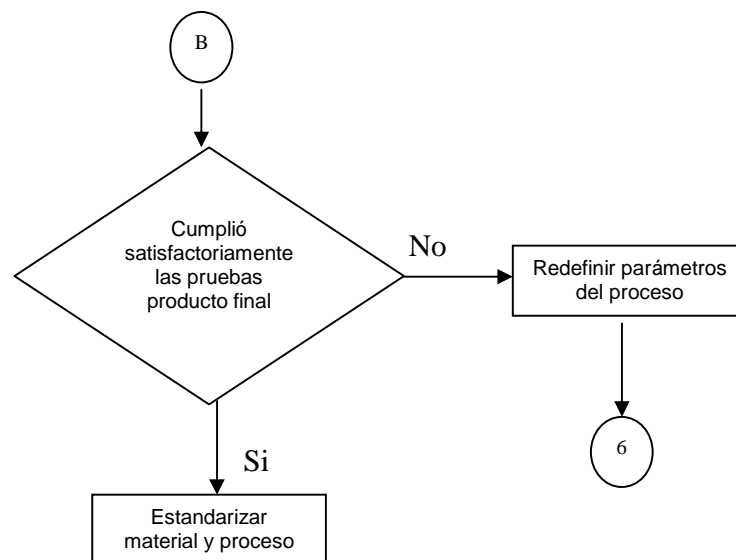 B
Cumplió
satisfactoriamente
las pruebas
producto final
No
Redefinir parámetros
del proceso
6
Si
Estandarizar
material y proceso